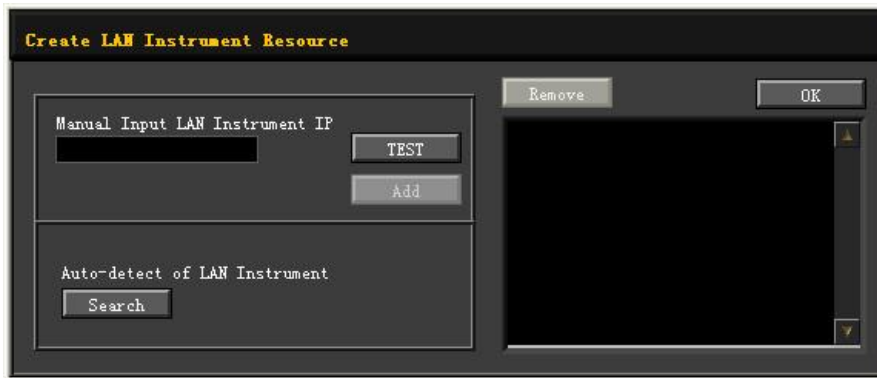 Create LAN Instrument Resource
Manual Input LAN Instrument IP
TEST
Add
Auto-detect of LAN Instrument
Search
Remove
OK